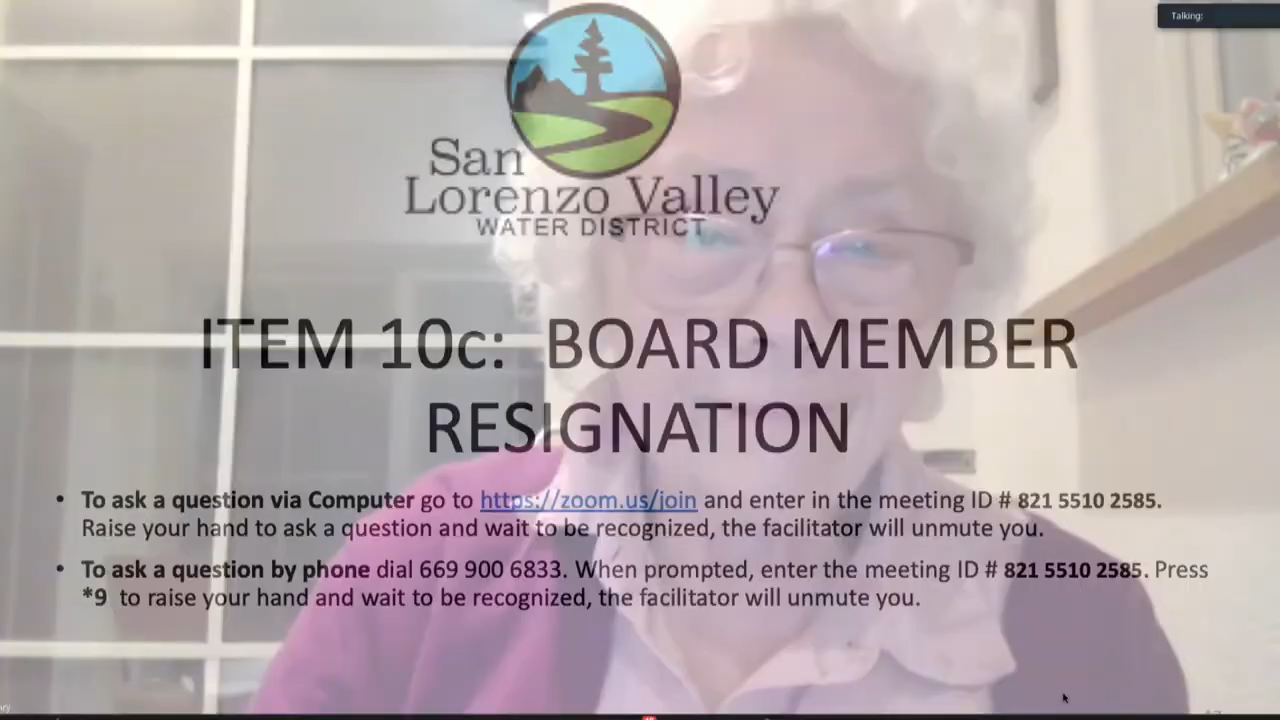 Talking:
San
Lorenzo Valley
WATER DISTRICT
ITEM 10c: BOARD MEMBER
RESIGNATION
• To ask a question via Computer go to https://zoom.us/join and enter in the meeting ID # 821 5510 2585.
Raise your hand to ask a question and wait to be recognized, the facilitator will unmute you.
• To ask a question by phone dial 669 900 6833. When prompted, enter the meeting ID # 821 5510 2585. Press
*9 to raise your hand and wait to be recognized, the facilitator will unmute you.